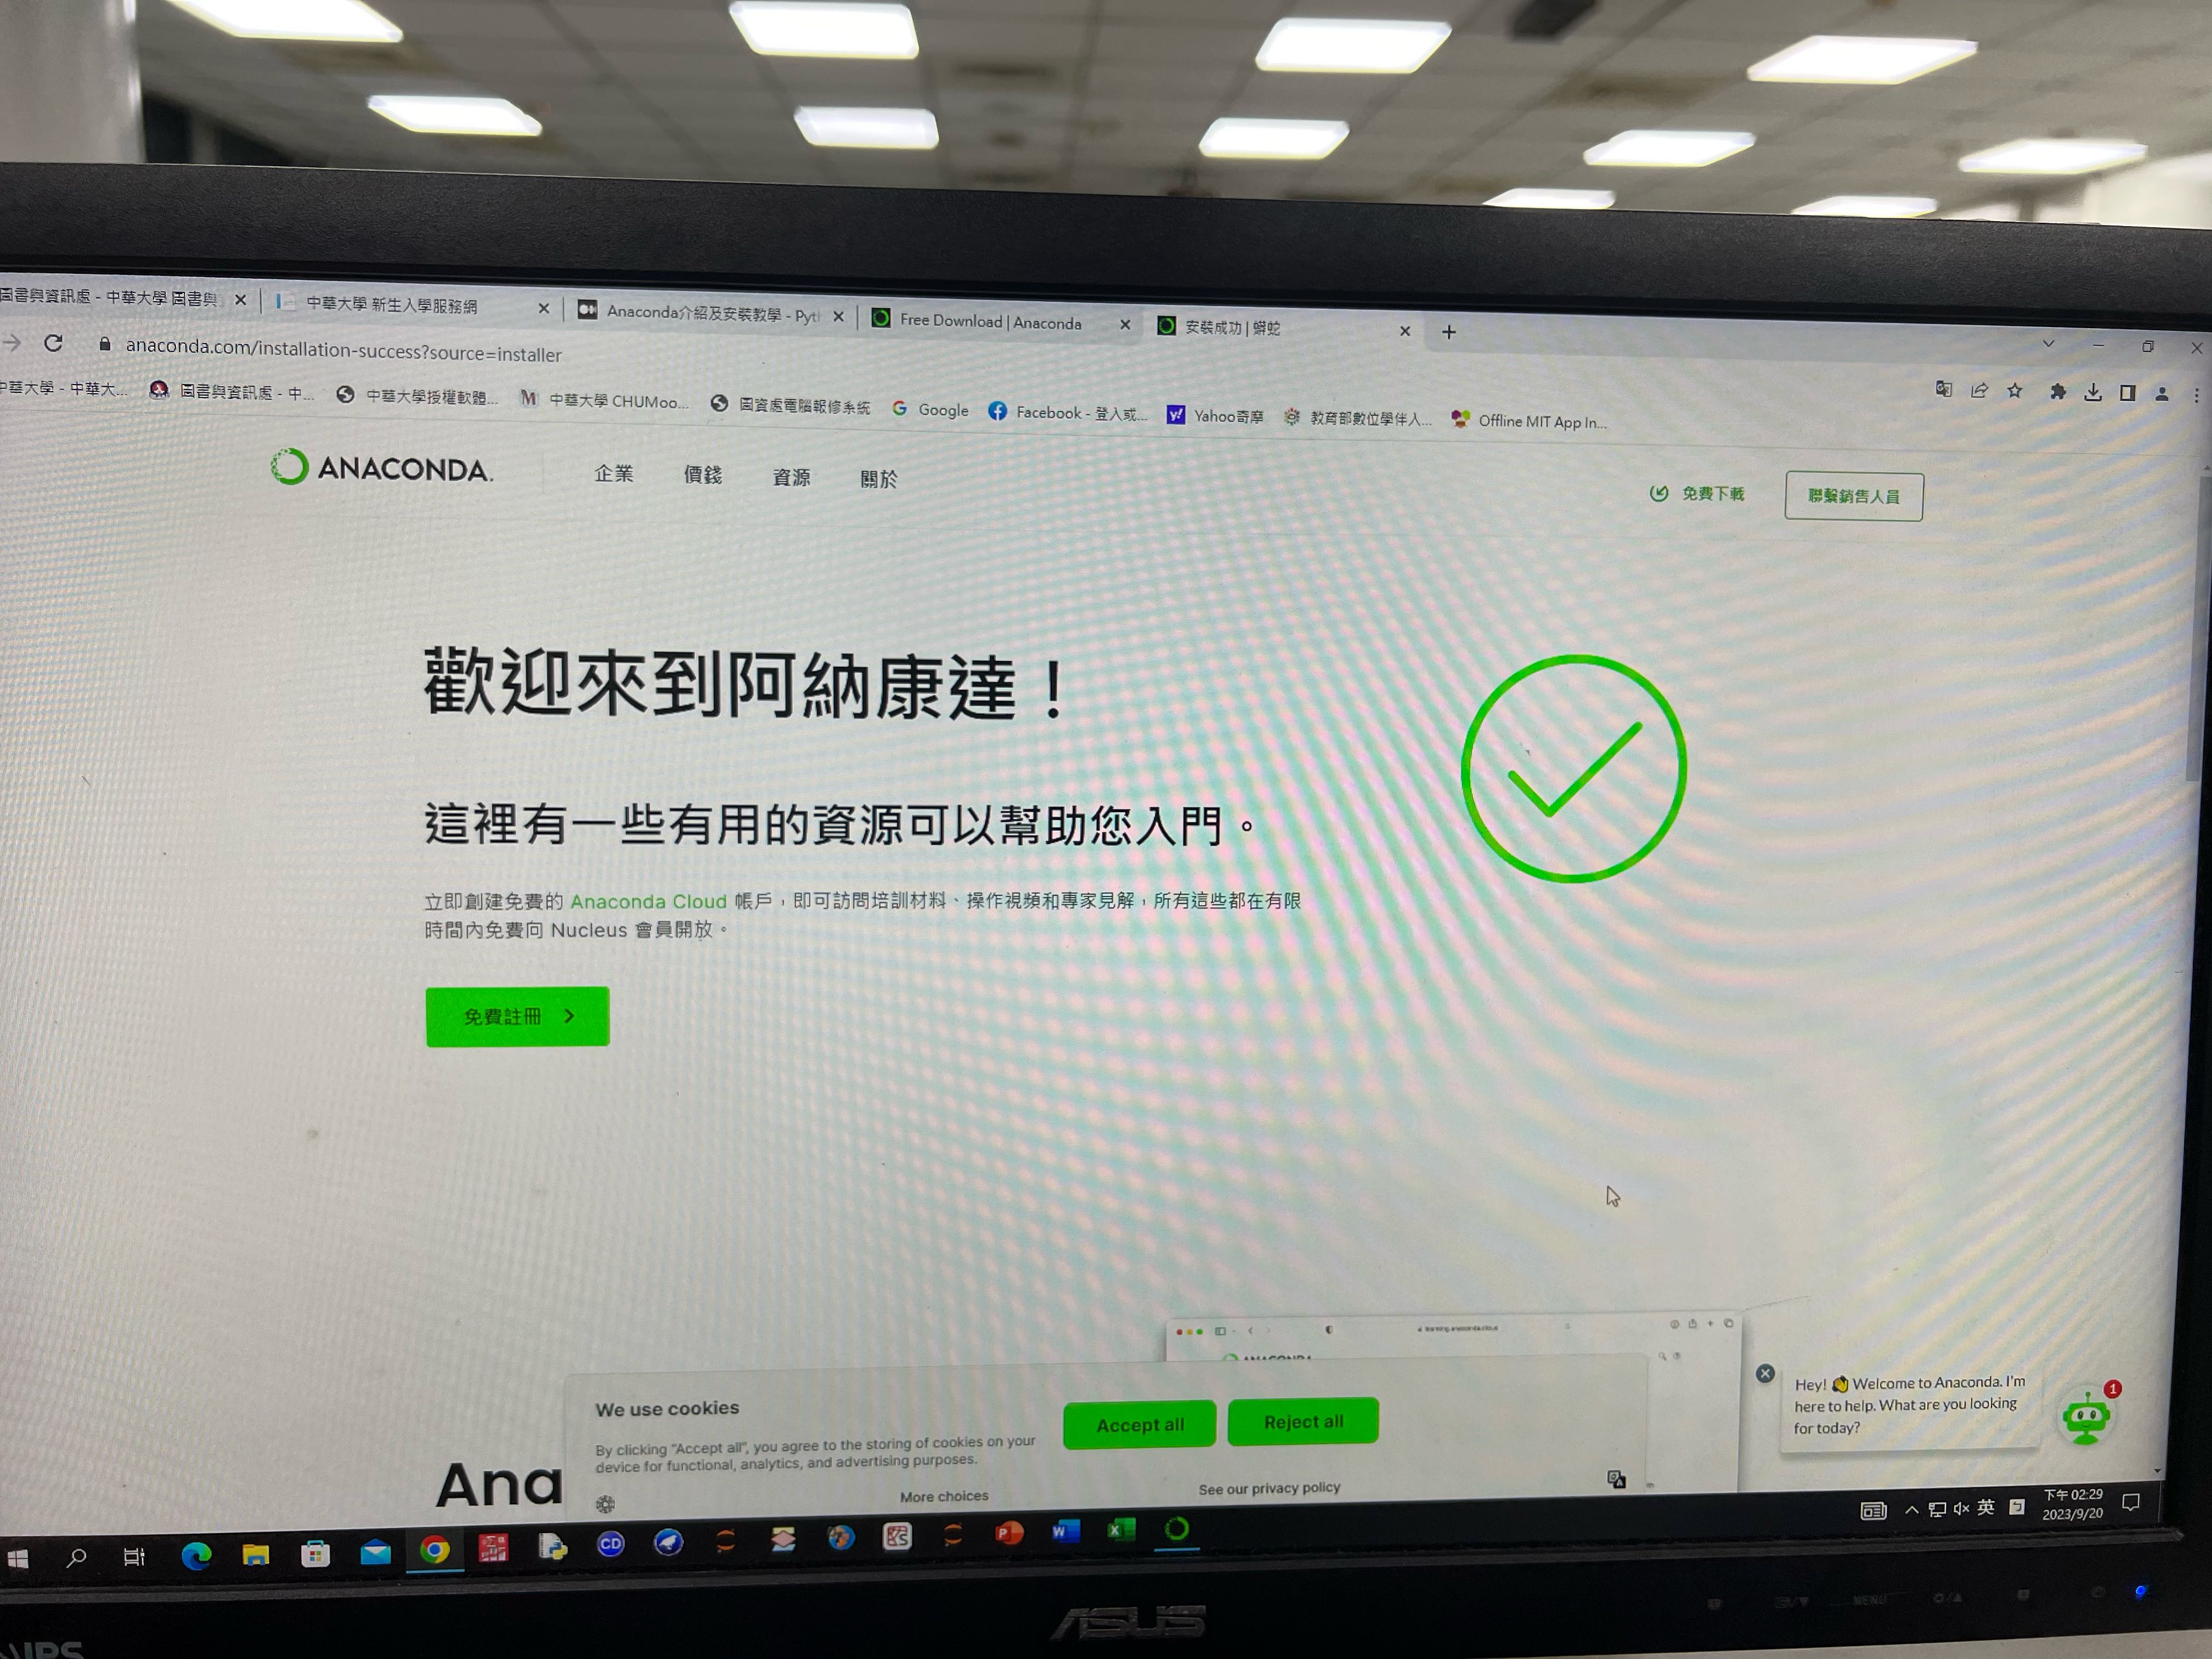 圖書與資訊處 - 中華大學 圖書與
中華大學 新生入學服務網
Anaconda介紹及安裝教學 - Pyt
Free Download | Anaconda
安裝成功 | 蟒蛇
anaconda.com/installation-success?source=installer
中華大學 - 中華大...
圖書與資訊處 - 中...
中華大學授權軟體...
中華大學 CHUMoo...
圖資處電腦報修系統
Google
Facebook - 登入或...
Yahoo奇摩
教育部數位學伴人...
Offline MIT App In...
ANACONDA.
企業
價錢
資源
關於
免費下載
聯繫銷售人員
歡迎來到阿納康達！
這裡有一些有用的資源可以幫助您入門。
立即創建免費的 Anaconda Cloud 帳戶，即可訪問培訓材料、操作視頻和專家見解，所有這些都在有限
時間內免費向 Nucleus 會員開放。
免費註冊
We use cookies
By clicking “Accept all”, you agree to the storing of cookies on your
device for functional, analytics, and advertising purposes.
Accept all
Reject all
More choices
See our privacy policy
Ana
Hey! Welcome to Anaconda. I'm
here to help. What are you looking
for today?
1
英
下午 02:29
2023/9/20
CD
ASUS
MENU